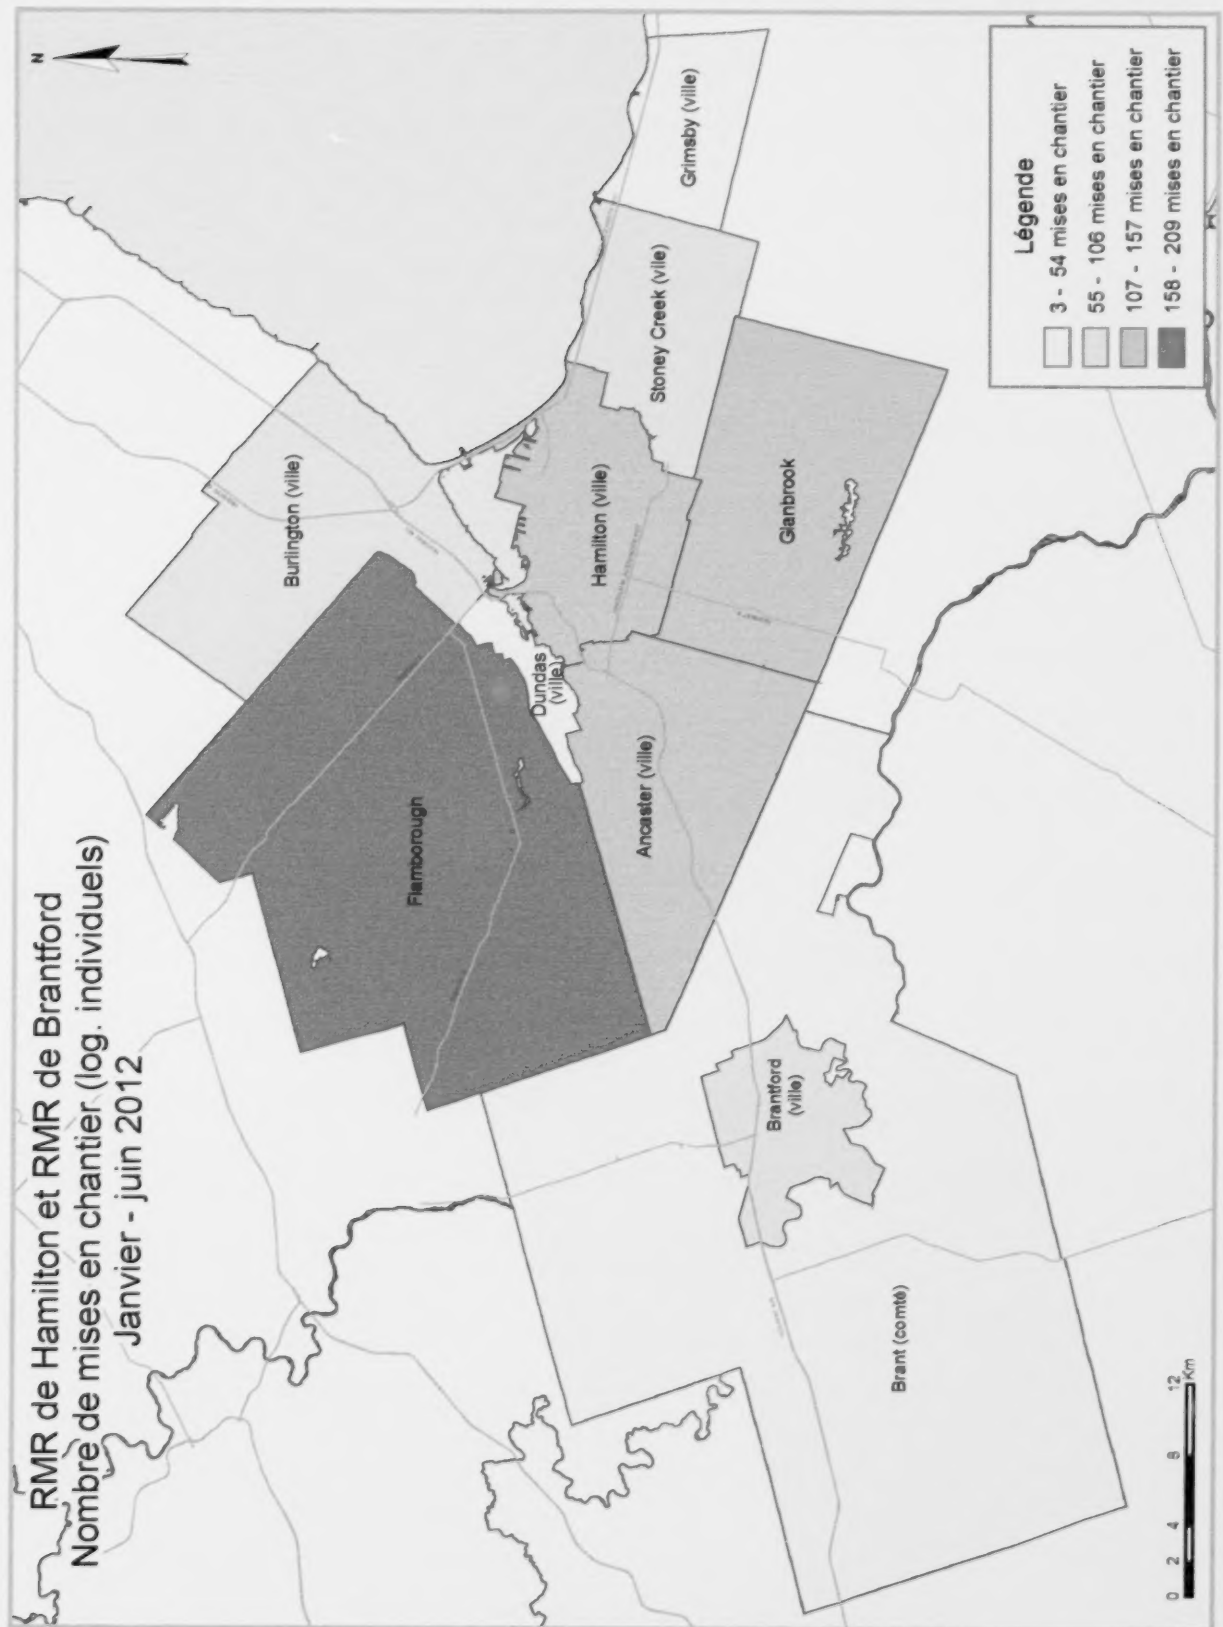 RMR de Hamilton et RMR de Brantford
Nombre de mises en chantier (log. individuels)
Janvier - juin 2012
N
Burlington (ville)
Flamborough
Dundas
(ville)
Hamilton (ville)
Stoney Creek (ville)
Grimsby (ville)
Ancaster (ville)
Glanbrook
Brantford
(ville)
Brant (comté)
0 2 4 8 12
Km
Légende
3 - 54 mises en chantier
55 - 106 mises en chantier
107 - 157 mises en chantier
158 - 209 mises en chantier